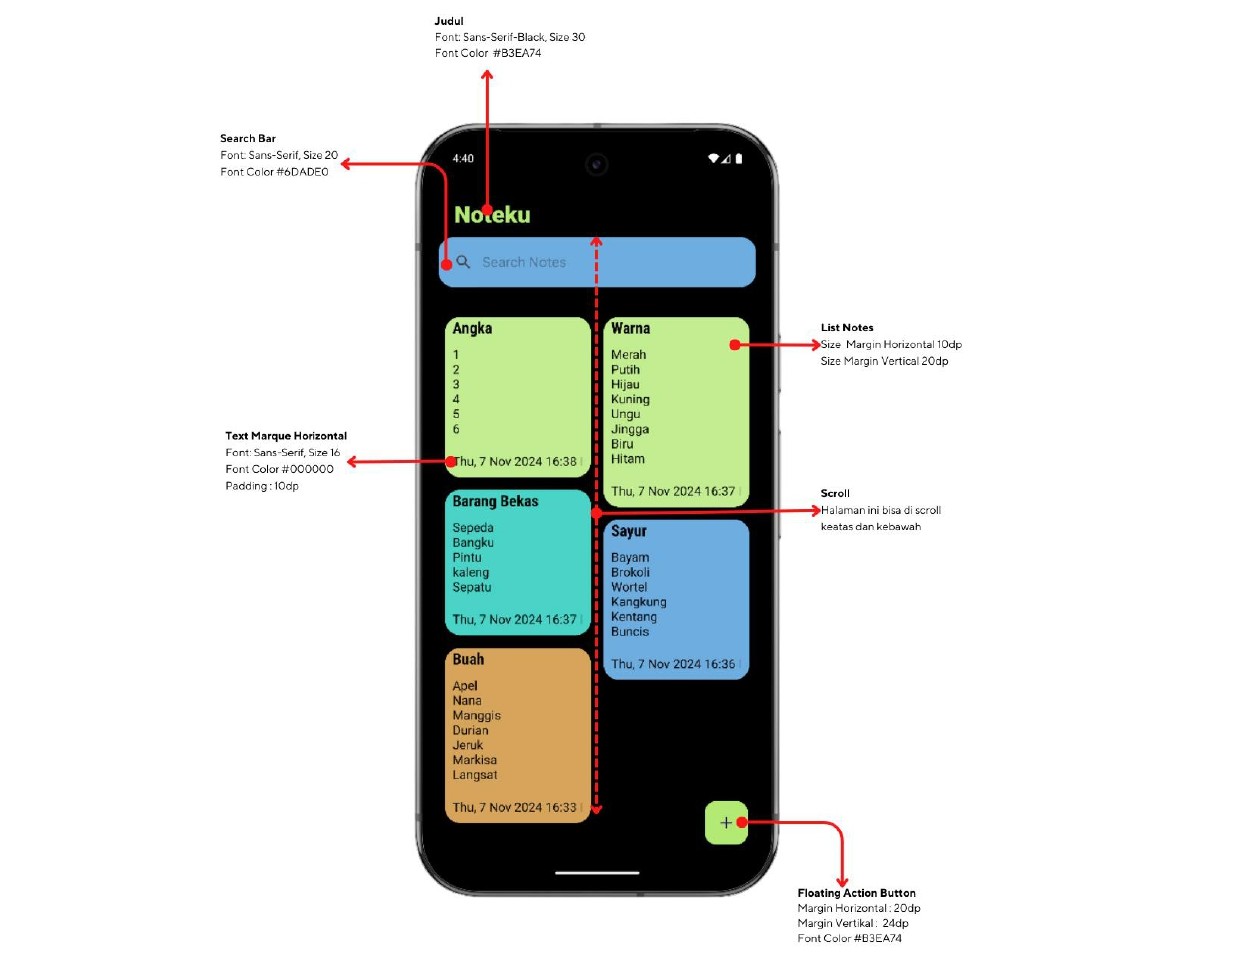 Judul
Font: Sans-Serif-Black, Size 30
Font Color #B3EA74
Search Bar
Font: Sans-Serif, Size 20
Font Color #6DADE0
4:40
Noteku
Search Notes
Angka
1
2
3
4
5
6
Thu, 7 Nov 2024 16:38
Warna
Merah
Putih
Hijau
Kuning
Ungu
Jingga
Biru
Hitam
Thu, 7 Nov 2024 16:37
List Notes
Size Margin Horizontal 10dp
Size Margin Vertical 20dp
Text Marque Horizontal
Font: Sans-Serif, Size 16
Font Color #000000
Padding : 10dp
Barang Bekas
Sepeda
Bangku
Pintu
kaleng
Sepatu
Thu, 7 Nov 2024 16:37
Sayur
Bayam
Brokoli
Wortel
Kangkung
Kentang
Buncis
Thu, 7 Nov 2024 16:36
Scroll
Halaman ini bisa di scroll
keatas dan kebawah
Buah
Apel
Nana
Manggis
Durian
Jeruk
Markisa
Langsat
Thu, 7 Nov 2024 16:33
+
Floating Action Button
Margin Horizontal : 20dp
Margin Vertikal : 24dp
Font Color #B3EA74